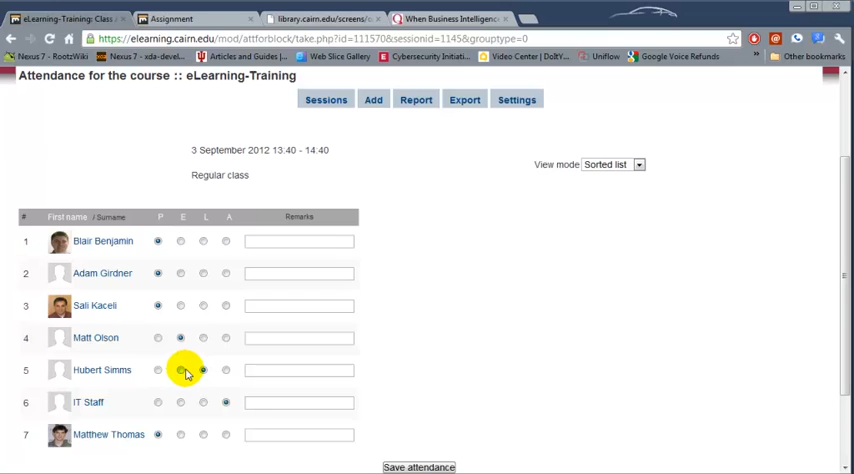 eLearning-Training: Class A
Assignment
library.cairn.edu/screens/rc
When Business Intelligence
https://elearning.cairn.edu/mod/attforblock/take.php?id=111570&sessionid=1145&grouptype=0
Nexus 7 - RootzWiki
Nexus 7 - xda-devel
Articles and Guides |
Web Slice Gallery
Cybersecurity Initiati...
Video Center | DoItY
Uniflow
Google Voice Refunds
»
Other bookmarks
Attendance for the course :: eLearning-Training
Sessions Add Report Export Settings
3 September 2012 13:40 - 14:40
View mode Sorted list
Regular class
# First name / Surname P E L A Remarks
1 Blair Benjamin
2 Adam Girdner
3 Sali Kaceli
4 Matt Olson
5 Hubert Simms
6 IT Staff
7 Matthew Thomas
Save attendance